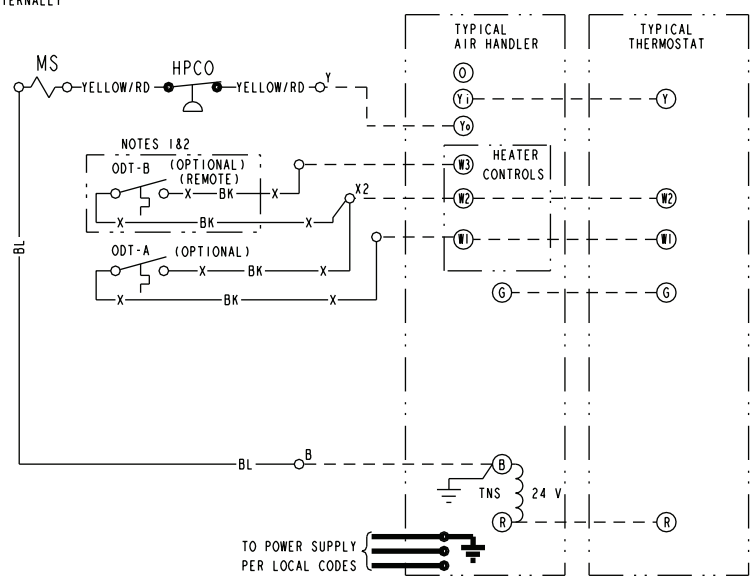 TERNALLY
TYPICAL
AIR HANDLER
TYPICAL
THERMOSTAT
MS
HPCO
YELLOW/RD
YELLOW/RD
Y
O
Yi
Y
Yo
NOTES 1&2
HEATER
CONTROLS
ODT-B
(OPTIONAL)
(REMOTE)
W3
X
BK
X
X2
W2
W2
X
BK
X
BL
ODT-A
(OPTIONAL)
W1
W1
X
BK
X
X
BK
X
G
G
BL
B
B
TNS
24 V
R
R
TO POWER SUPPLY
PER LOCAL CODES